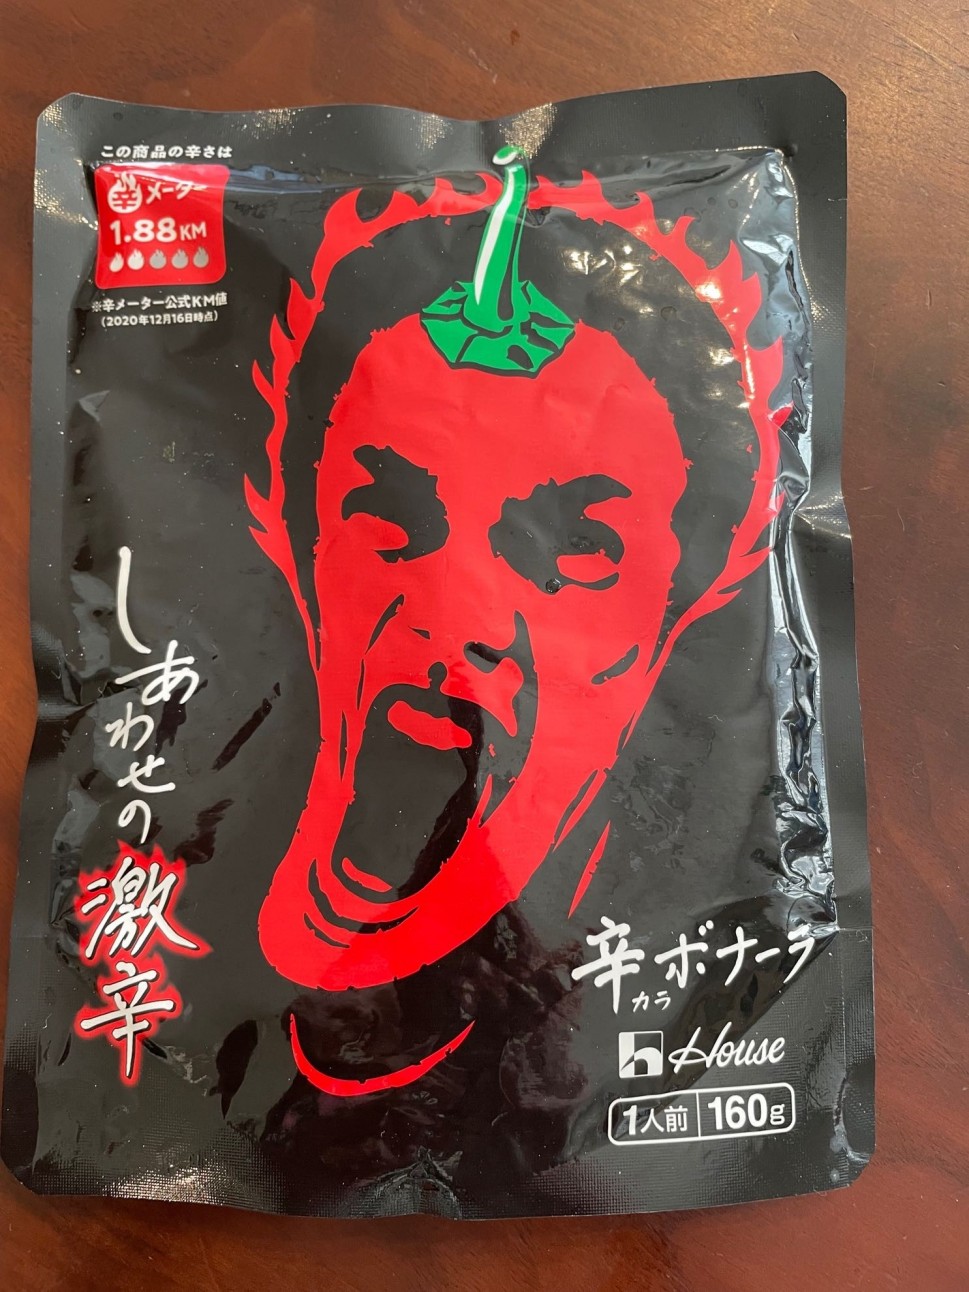 この商品の辛さは
辛メーター
1.88KM
※辛メーター公式KM値
(2020年12月16日時点)
しあわせの激辛
辛ボナーラ
カラ
House
1人前 160g